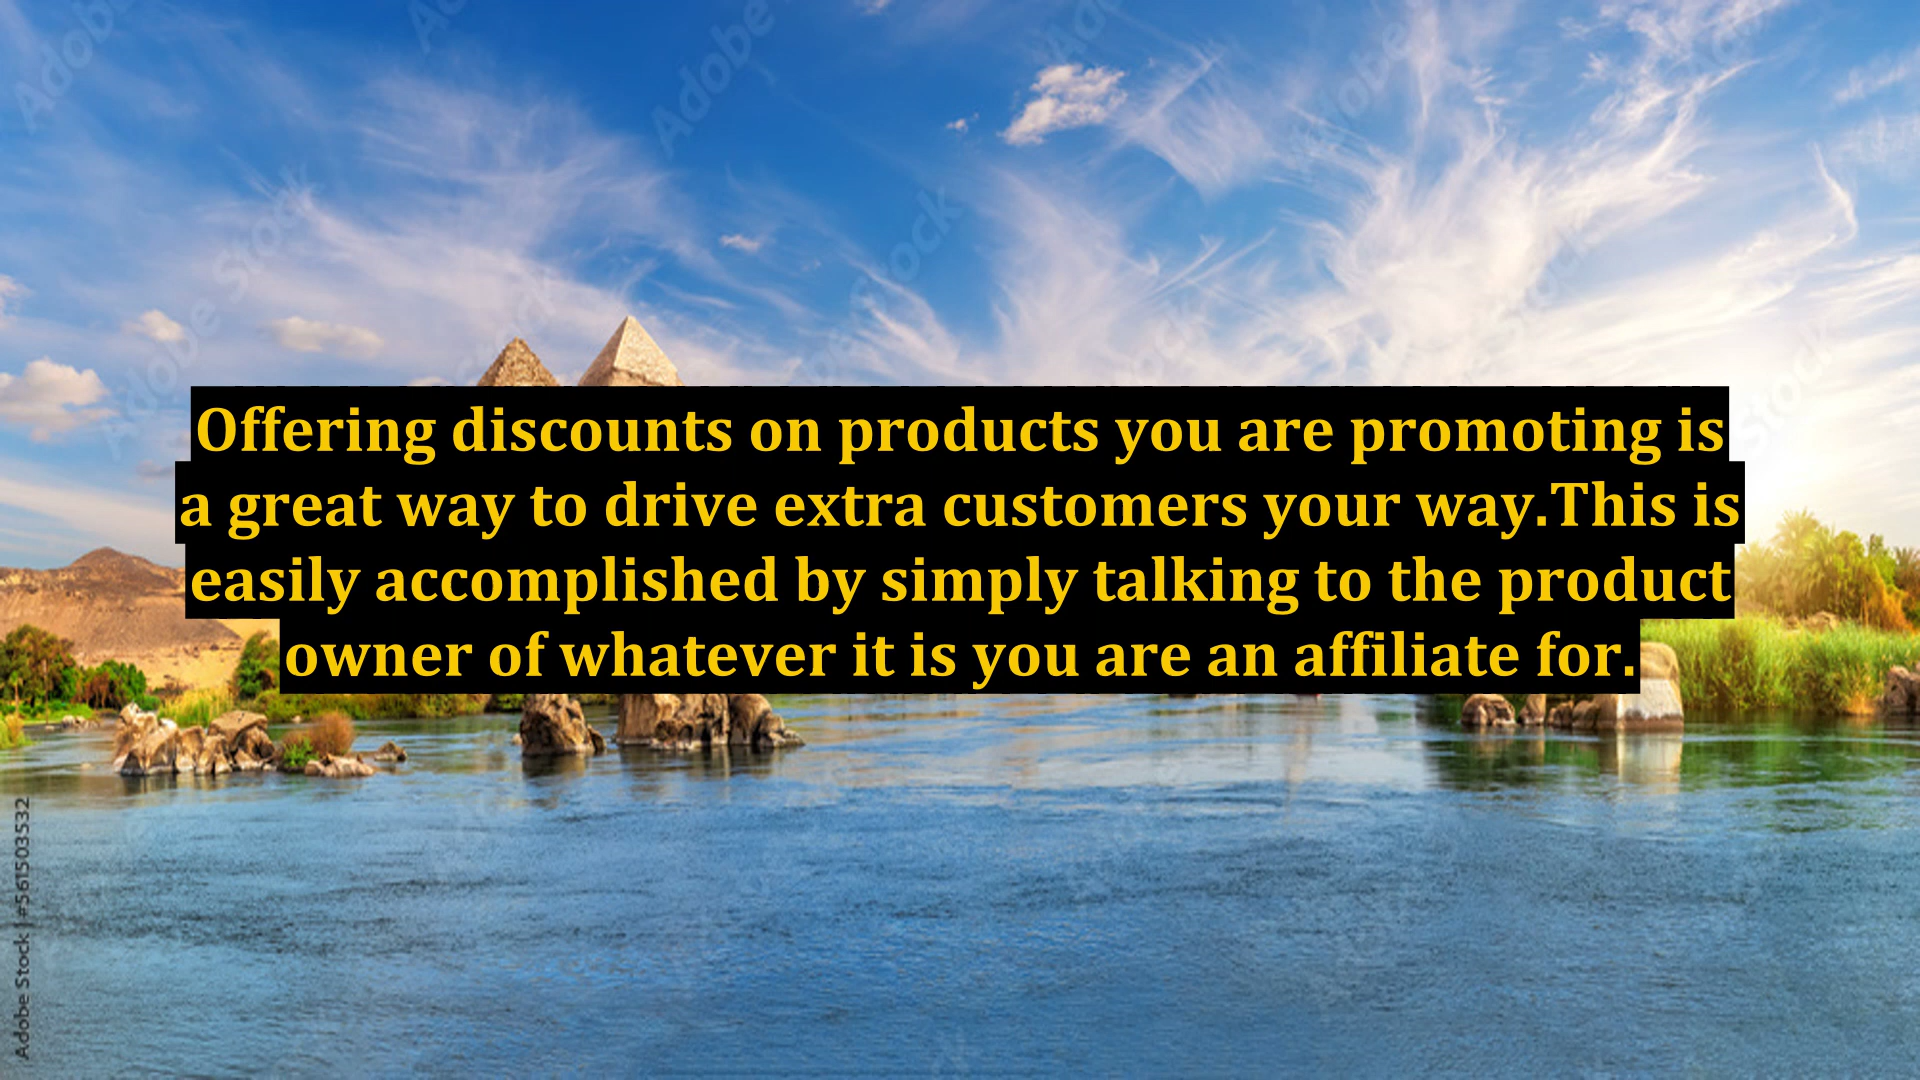 Offering discounts on products you are promoting is
a great way to drive extra customers your way.This is
easily accomplished by simply talking to the product
owner of whatever it is you are an affiliate for.
Adobe Stock | #561503532